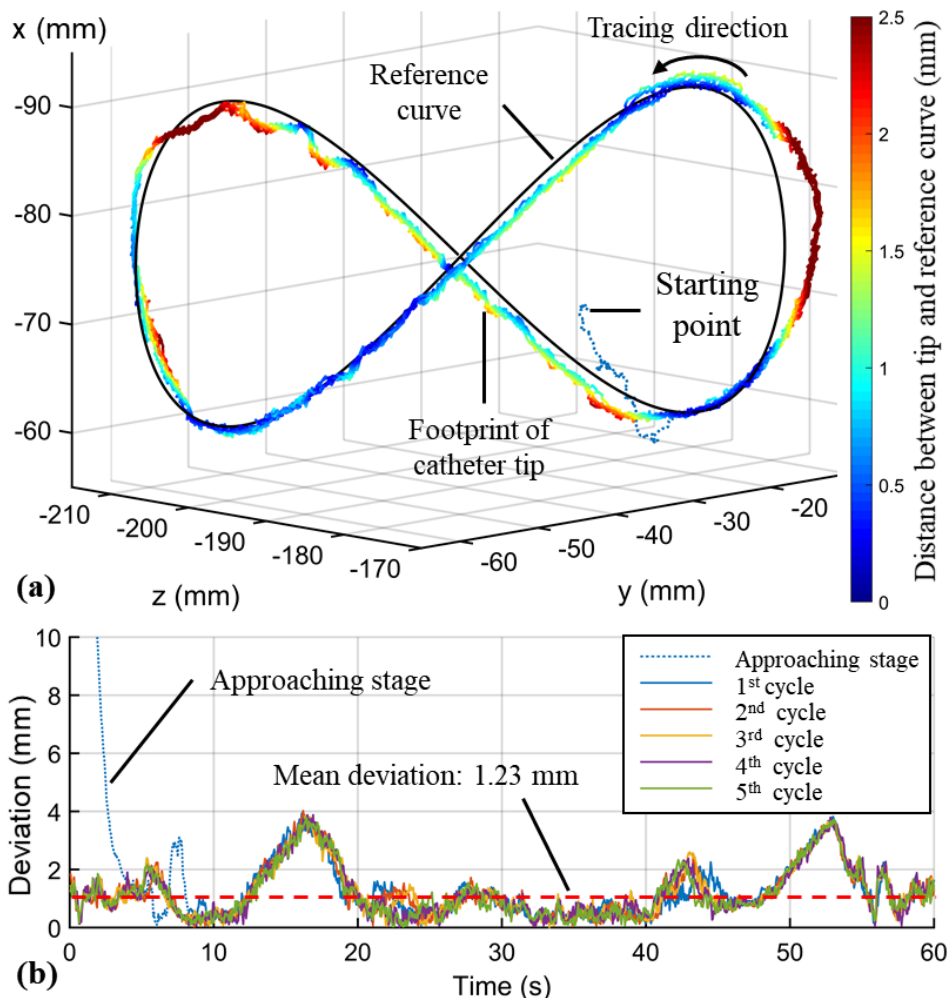 x (mm)
Tracing direction
Reference
curve
-90
-80
-70
-60
Starting
point
Footprint of
catheter tip
-210
-200
-190
-180
-170
z (mm)
-60
-50
-40
-30
-20
y (mm)
2.5
2
1.5
1
0.5
0
Distance between tip and reference curve (mm)
(a)
10
8
6
4
2
0
Deviation (mm)
Approaching stage
Mean deviation: 1.23 mm
Approaching stage
1st cycle
2nd cycle
3rd cycle
4th cycle
5th cycle
0
10
20
30
40
50
60
Time (s)
(b)